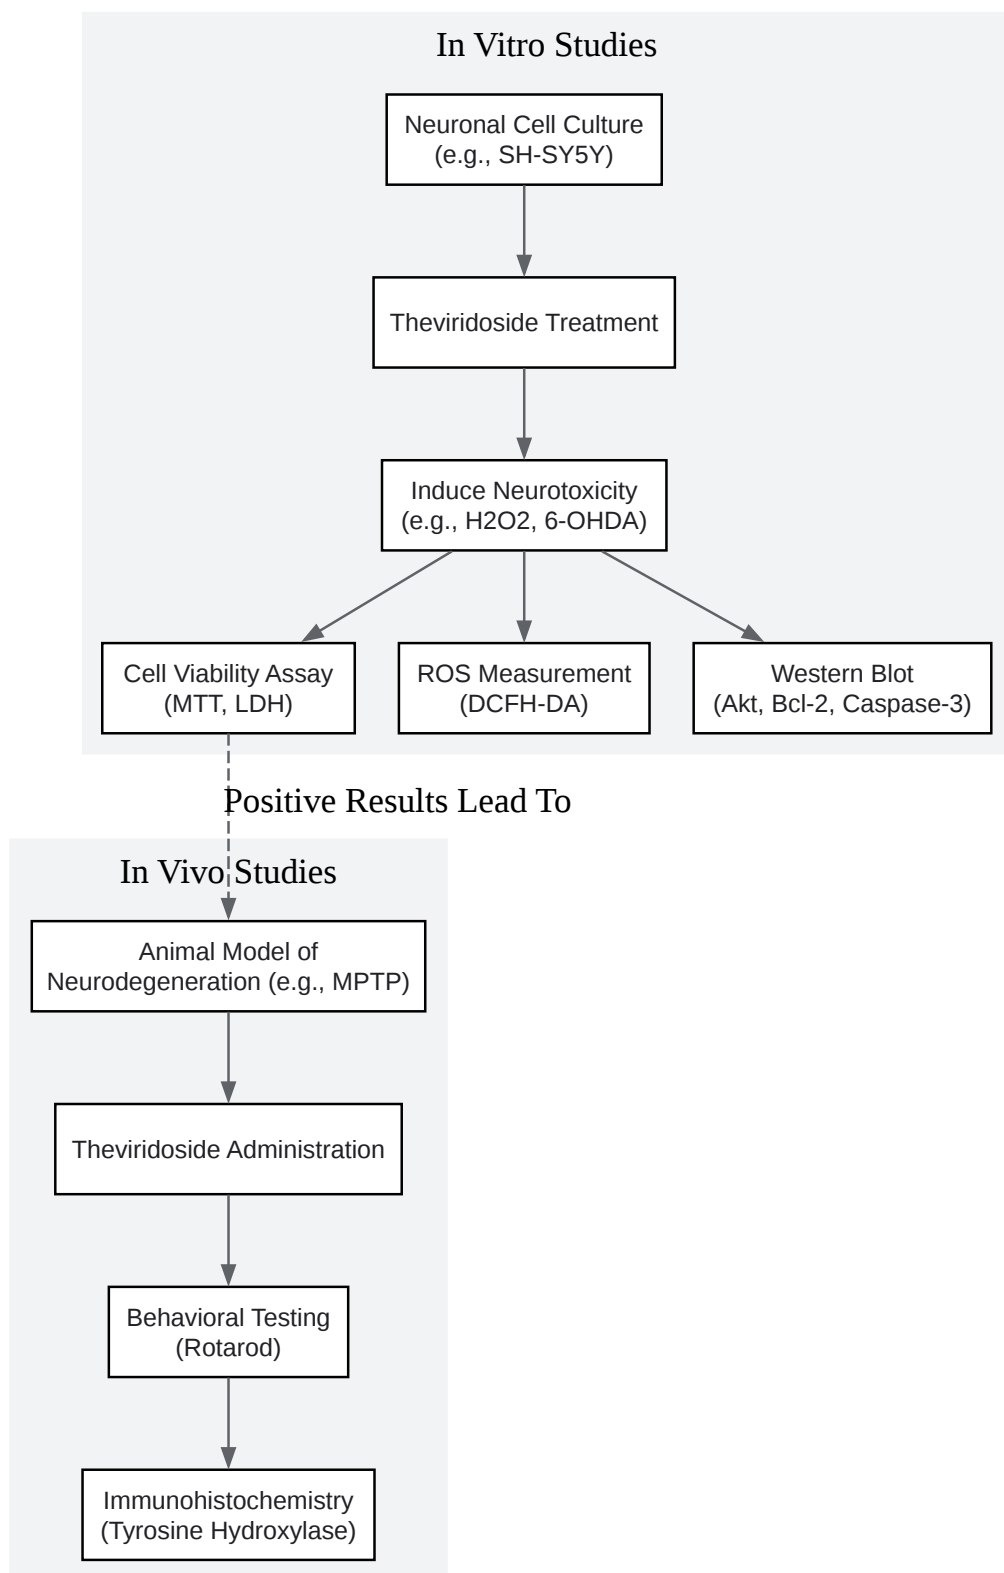 In Vitro Studies
Neuronal Cell Culture
(e.g., SH-SY5Y)
Theviridoside Treatment
Induce Neurotoxicity
(e.g., H2O2, 6-OHDA)
Cell Viability Assay
(MTT, LDH)
ROS Measurement
(DCFH-DA)
Western Blot
(Akt, Bcl-2, Caspase-3)
Positive Results Lead To
In Vivo Studies
Animal Model of
Neurodegeneration (e.g., MPTP)
Theviridoside Administration
Behavioral Testing
(Rotarod)
Immunohistochemistry
(Tyrosine Hydroxylase)